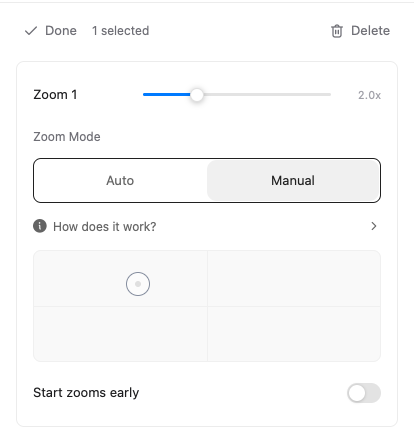 Done 1 selected Delete
Zoom 1 2.0x
Zoom Mode
Auto Manual
How does it work?
Start zooms early